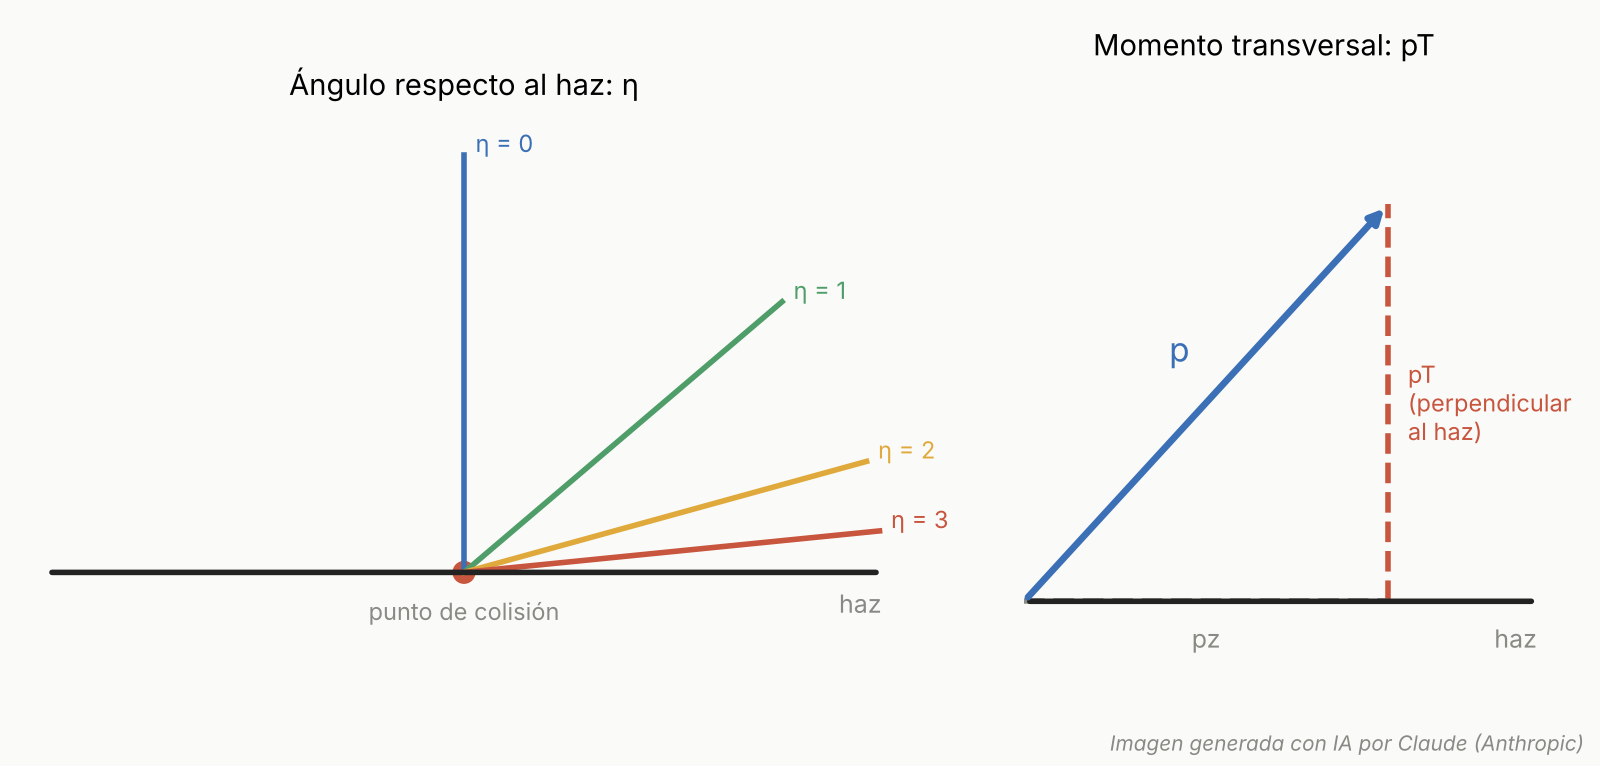 Ángulo respecto al haz: η
η = 0
η = 1
η = 2
η = 3
punto de colisión
haz
Momento transversal: pT
p
pT
(perpendicular
al haz)
pz
haz
Imagen generada con IA por Claude (Anthropic)